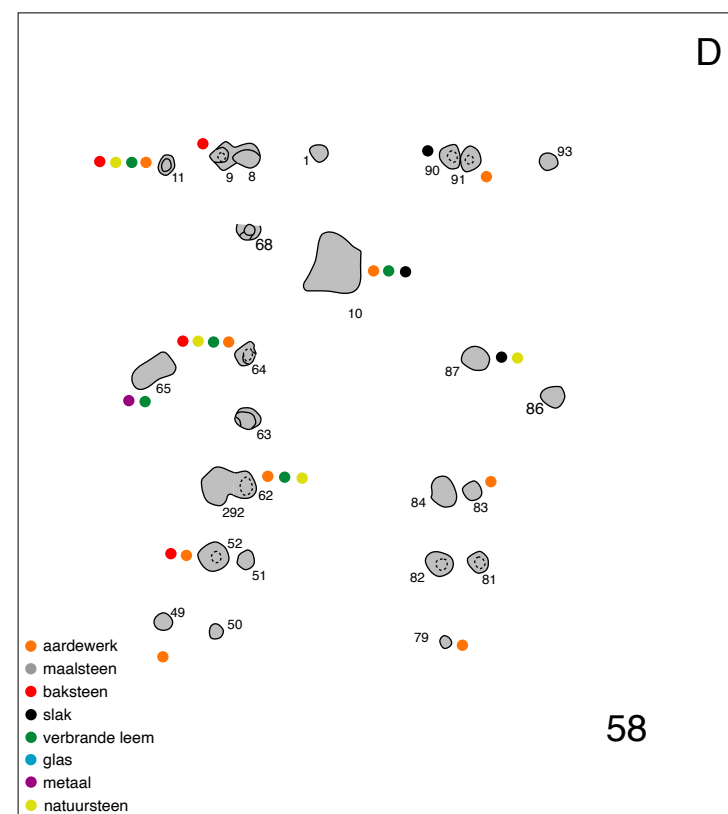 D
11
9
8
1
90
91
93
68
10
65
64
87
86
63
292
62
84
83
52
51
82
81
49
50
79
aardewerk
maalsteen
baksteen
slak
verbrande leem
glas
metaal
natuursteen
58